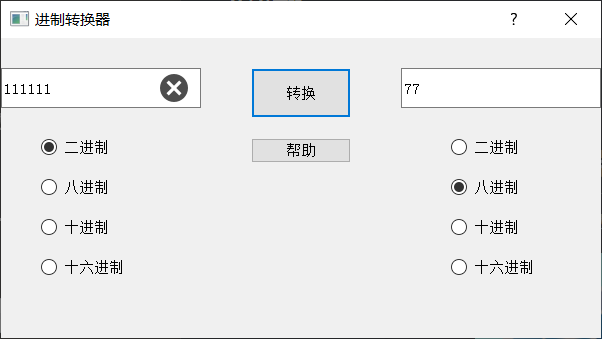 进制转换器
111111
转换
77
帮助
二进制
八进制
十进制
十六进制
二进制
八进制
十进制
十六进制